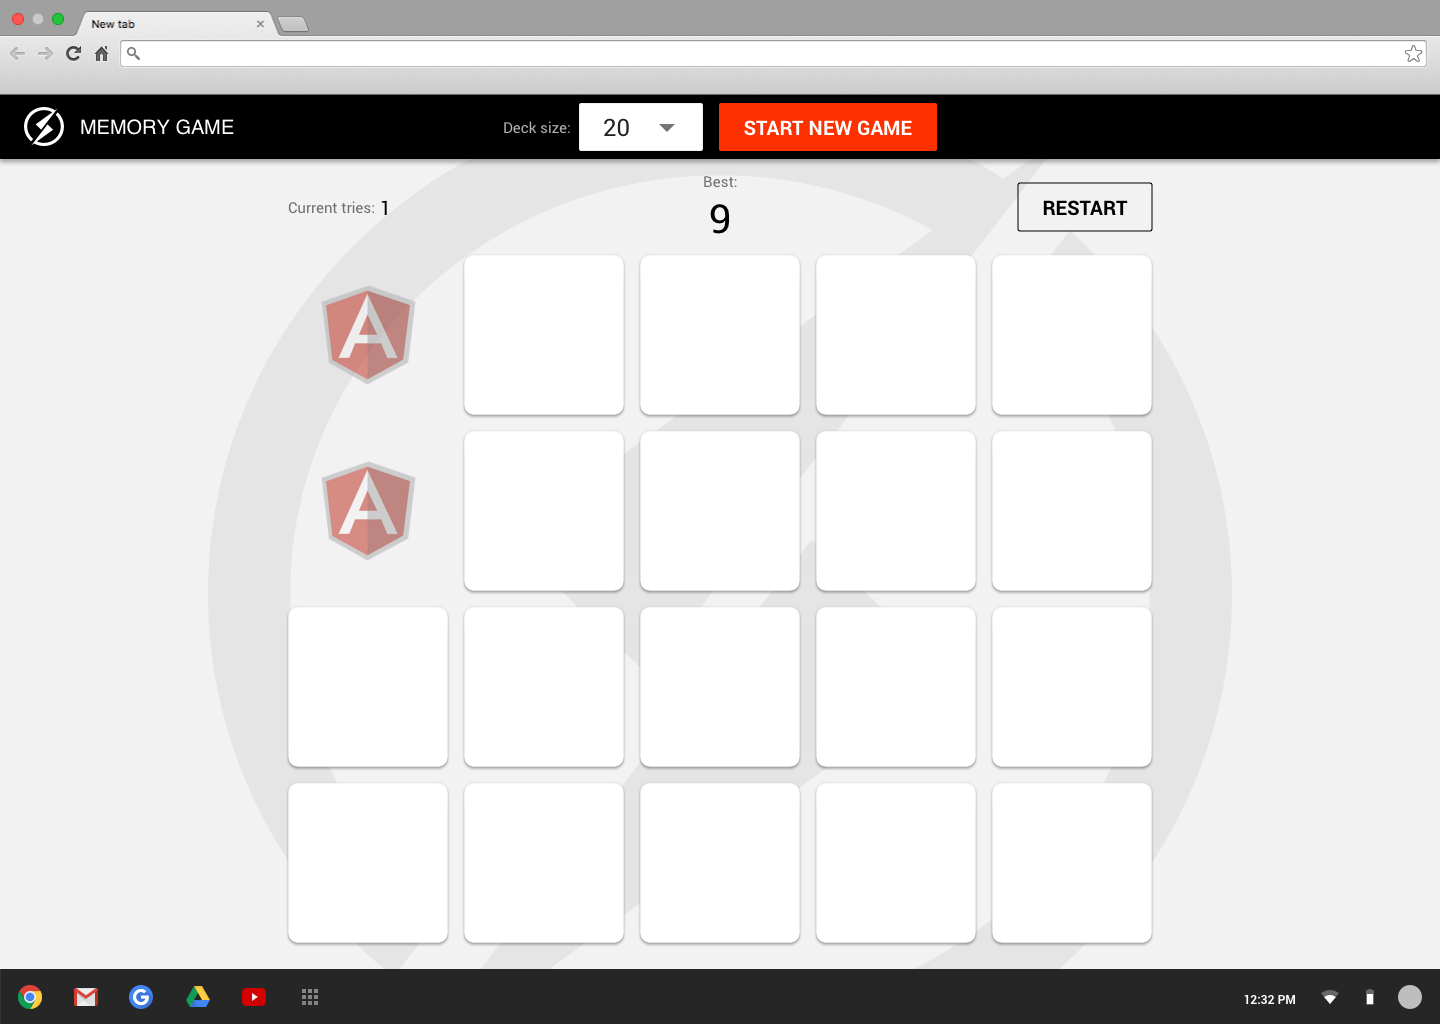 New tab
MEMORY GAME
Deck size: 20
START NEW GAME
Current tries: 1
Best:
9
RESTART
A
A
12:32 PM